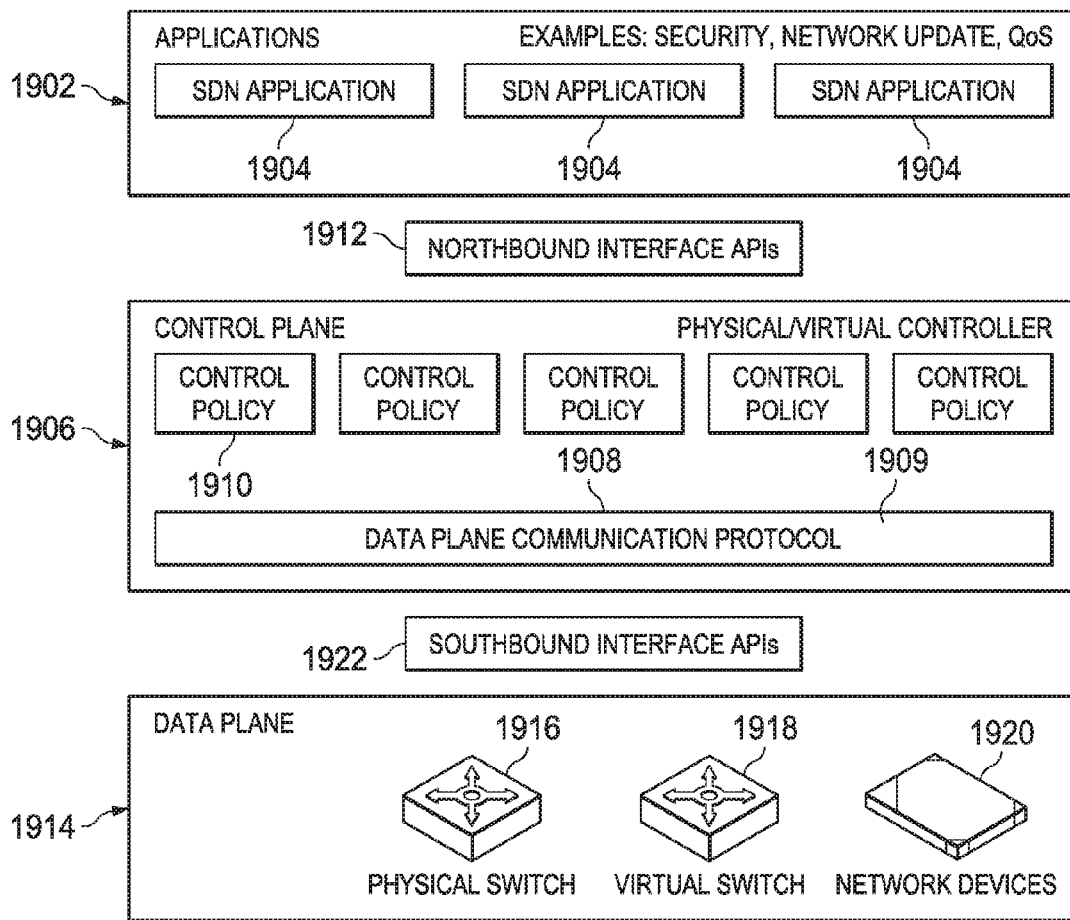 APPLICATIONS EXAMPLES: SECURITY, NETWORK UPDATE, QoS
1902
SDN APPLICATION SDN APPLICATION SDN APPLICATION
1904 1904 1904
1912
NORTHBOUND INTERFACE APIs
CONTROL PLANE PHYSICAL/VIRTUAL CONTROLLER
CONTROL CONTROL CONTROL CONTROL CONTROL
POLICY POLICY POLICY POLICY POLICY
1906
1910 1908 1909
DATA PLANE COMMUNICATION PROTOCOL
SOUTHBOUND INTERFACE APIs
1922
DATA PLANE
1916 1918 1920
1914
PHYSICAL SWITCH VIRTUAL SWITCH NETWORK DEVICES